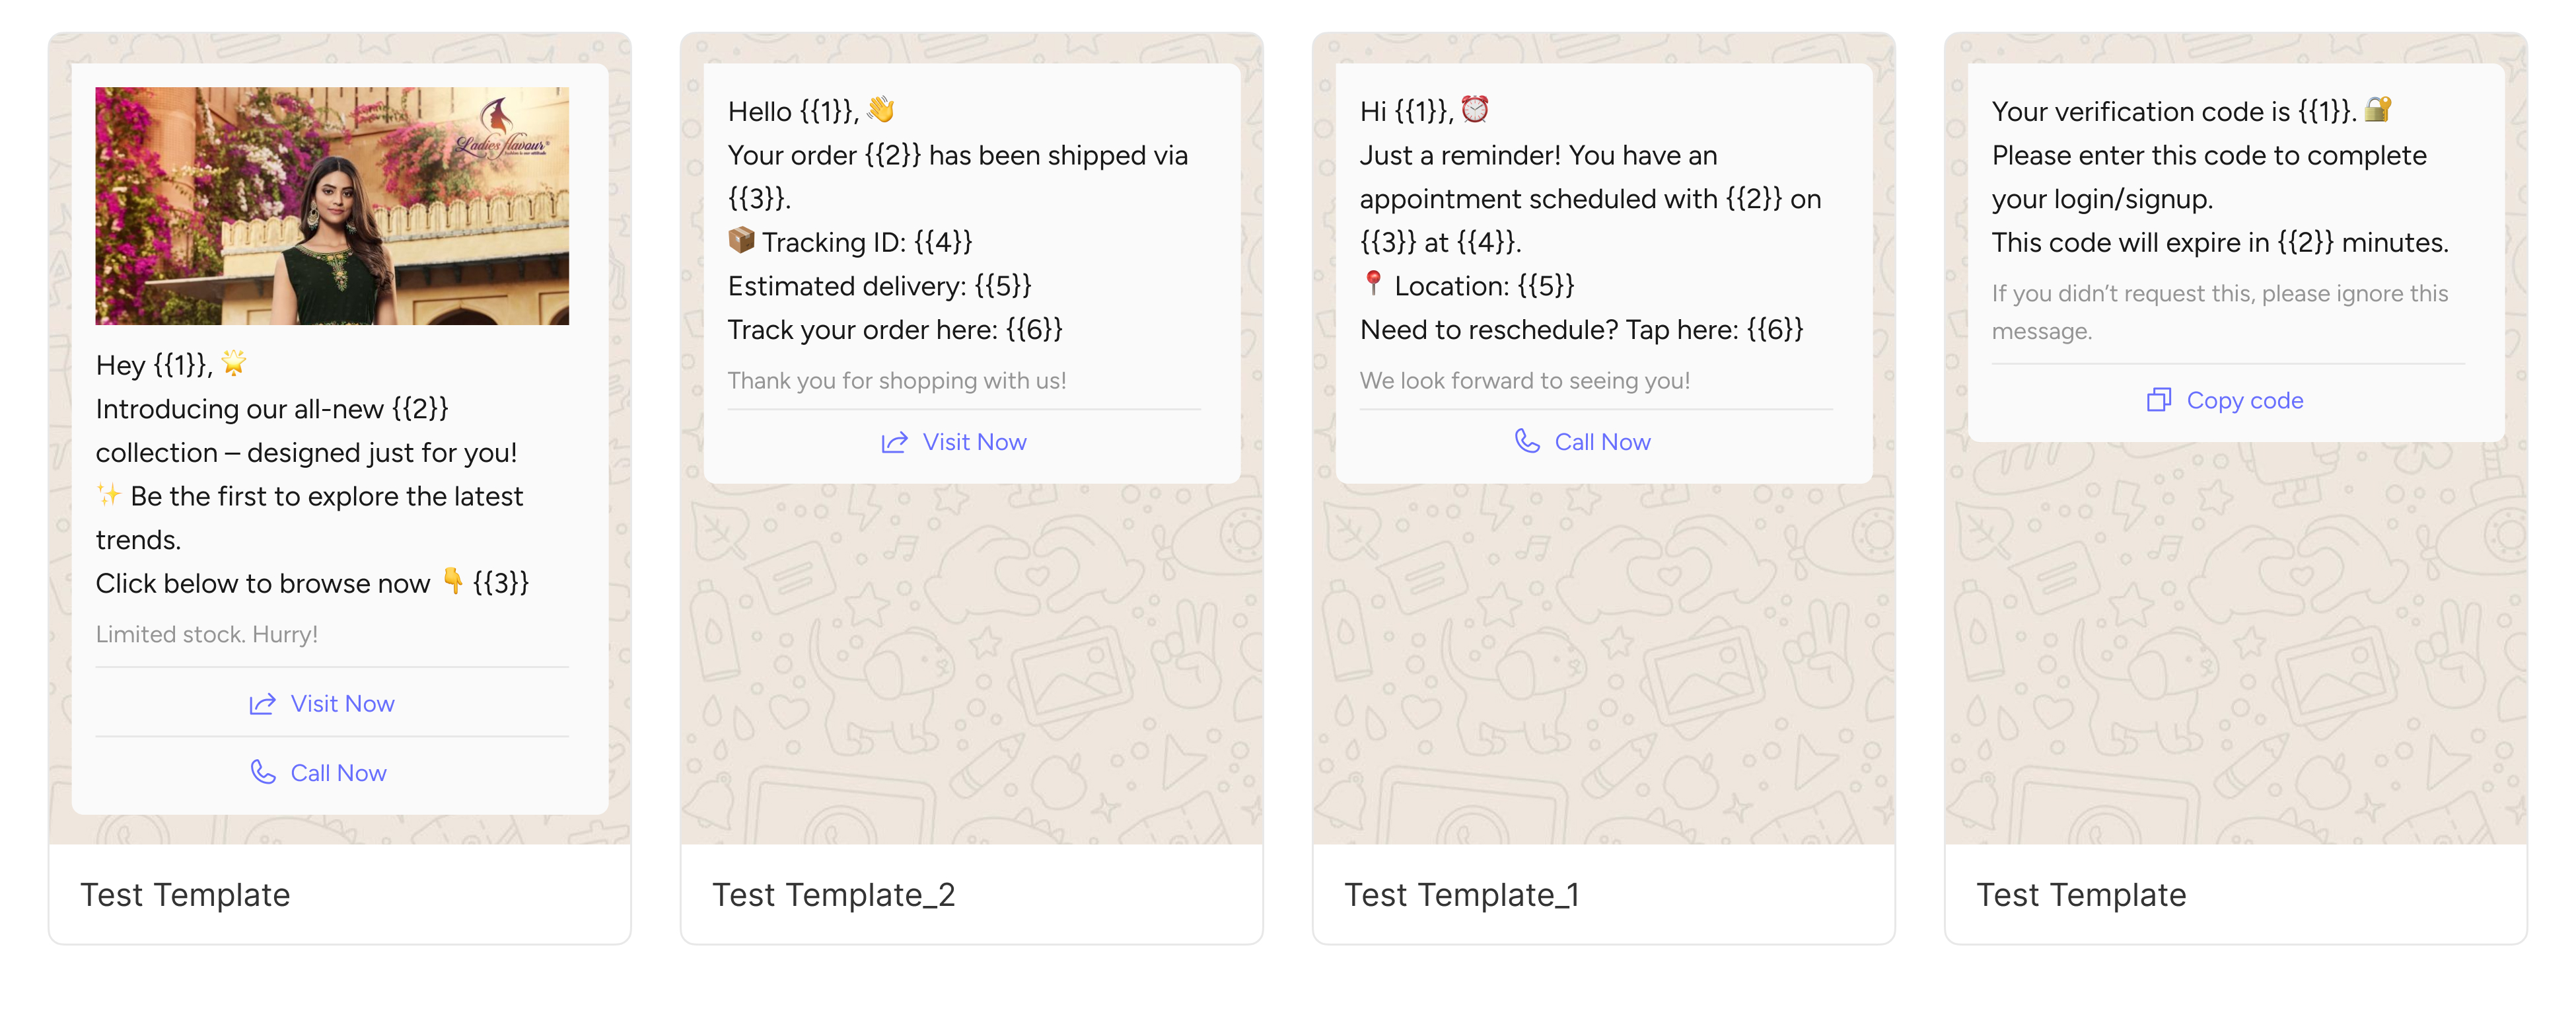 Ladies flavour®
Hey {{1}}, 🌟
Introducing our all-new {{2}}
collection – designed just for you!
✨ Be the first to explore the latest
trends.
Click below to browse now 👇 {{3}}
Limited stock. Hurry!
Visit Now
Call Now
Test Template
Hello {{1}}, 👋
Your order {{2}} has been shipped via
{{3}}.
📦 Tracking ID: {{4}}
Estimated delivery: {{5}}
Track your order here: {{6}}
Thank you for shopping with us!
Visit Now
Test Template_2
Hi {{1}}, ⏰
Just a reminder! You have an
appointment scheduled with {{2}} on
{{3}} at {{4}}.
📍 Location: {{5}}
Need to reschedule? Tap here: {{6}}
We look forward to seeing you!
Call Now
Test Template_1
Your verification code is {{1}}. 🔐
Please enter this code to complete
your login/signup.
This code will expire in {{2}} minutes.
If you didn’t request this, please ignore this
message.
Copy code
Test Template